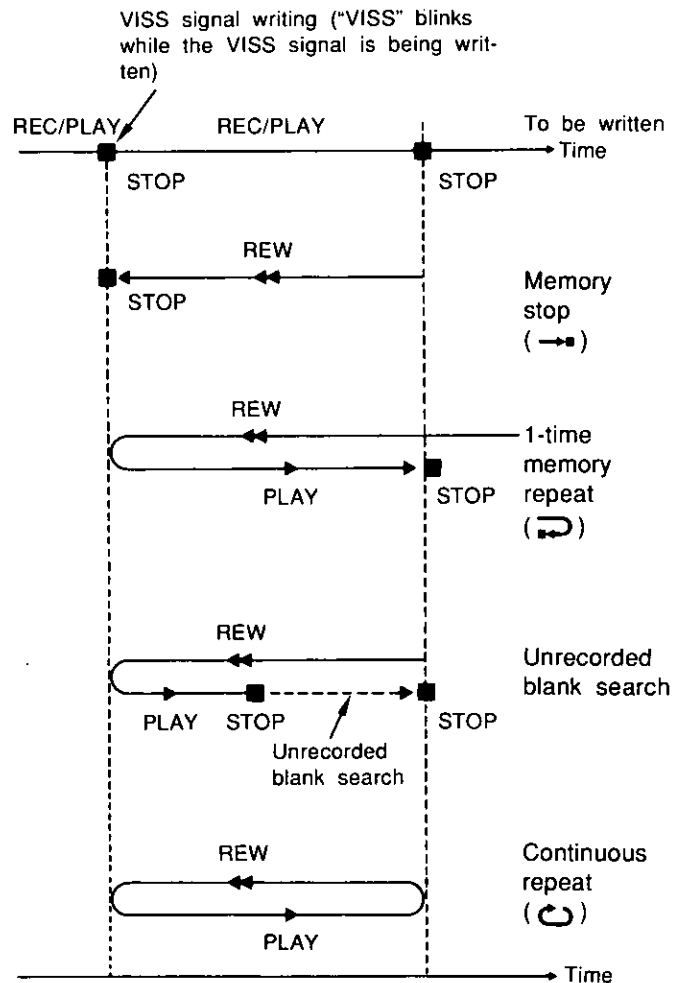 VISS signal writing ("VISS" blinks
while the VISS signal is being writ-
ten)
REC/PLAY REC/PLAY To be written
Time
STOP STOP
REW
STOP
Memory
stop
( )
REW
1-time
memory
repeat
( )
PLAY STOP
REW
Unrecorded
blank search
PLAY STOP STOP
Unrecorded
blank search
REW
Continuous
repeat
( )
PLAY
Time